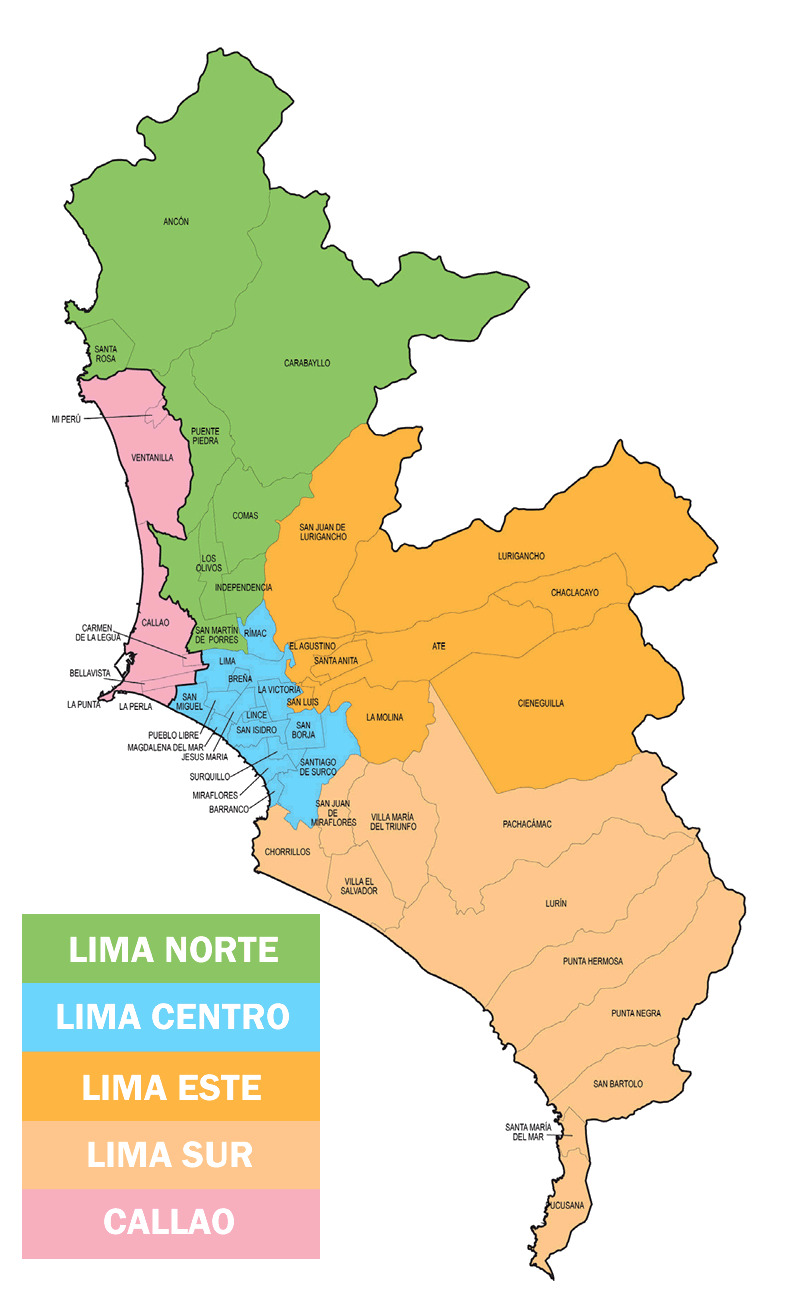 ANCÓN
SANTA
ROSA
CARABAYLLO
MI PERÚ
PUENTE
PIEDRA
VENTANILLA
COMAS
SAN JUAN DE
LURIGANCHO
LURIGANCHO
LOS
OLIVOS
INDEPENDENCIA
CHACLACAYO
CARMEN
DE LA LEGUA
CALLAO
SAN MARTÍN
DE PORRES
RÍMAC
EL AGUSTINO
ATE
LIMA
SANTA ANITA
BELLAVISTA
BREÑA
LA VICTORIA
LA PUNTA
LA PERLA
SAN
MIGUEL
SAN LUIS
CIENEGUILLA
LINCE
LA MOLINA
PUEBLO LIBRE
MAGDALENA DEL MAR
JESUS MARIA
SAN ISIDRO
SAN
BORJA
SURQUILLO
SANTIAGO
DE SURCO
MIRAFLORES
BARRANCO
SAN JUAN
DE
MIRAFLORES
VILLA MARÍA
DEL TRIUNFO
PACHACÁMAC
CHORRILLOS
VILLA EL
SALVADOR
LURÍN
PUNTA HERMOSA
PUNTA NEGRA
SAN BARTOLO
SANTA MARÍA
DEL MAR
PUCUSANA
LIMA NORTE
LIMA CENTRO
LIMA ESTE
LIMA SUR
CALLAO